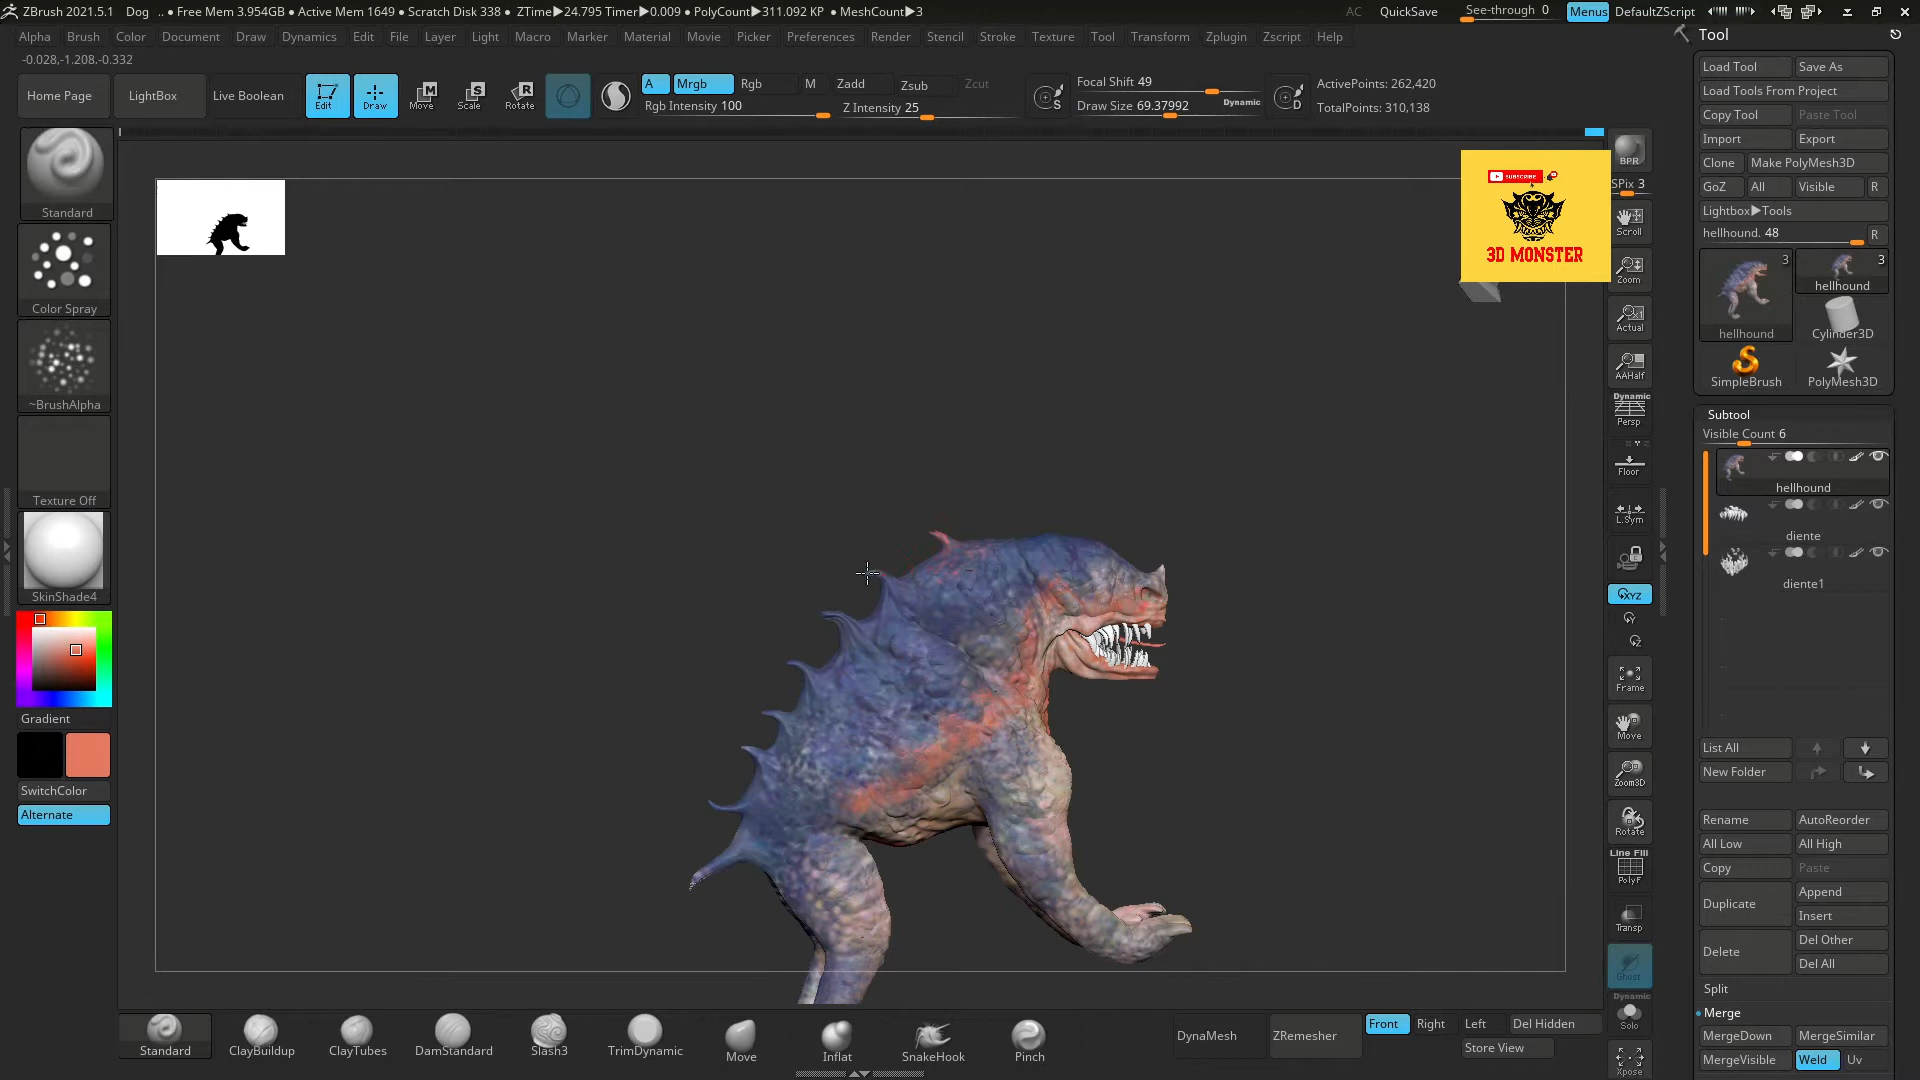 ZBrush 2021.5.1 Dog .. • Free Mem 3.954GB • Active Mem 1649 • Scratch Disk 338 • ZTime▶24.795 Timer▶0.009 • PolyCount▶311.092 KP • MeshCount▶3
AC QuickSave See-through 0 Menus DefaultZScript
Alpha Brush Color Document Draw Dynamics Edit File Layer Light Macro Marker Material Movie Picker Preferences Render Stencil Stroke Texture Tool Transform Zplugin Zscript Help
-0.028,-1.208,-0.332
Home Page LightBox Live Boolean Edit Draw Move Scale Rotate
A Mrgb Rgb M Zadd Zsub Zcut
Rgb Intensity 100 Z Intensity 25
Focal Shift 49
Draw Size 69.37992 Dynamic
ActivePoints: 262,420
TotalPoints: 310,138
Standard
Color Spray
~BrushAlpha
Texture Off
SkinShade4
Gradient
SwitchColor
Alternate
SUBSCRIBE
3D MONSTER
BPR
SPix 3
Scroll
Zoom
Actual
AAHalf
Dynamic
Persp
Floor
L.Sym
XYZ
Frame
Move
Zoom3D
Rotate
Line Fill
PolyF
Transp
Ghost
Dynamic
Solo
Xpose
Tool
Load Tool Save As
Load Tools From Project
Copy Tool Paste Tool
Import Export
Clone Make PolyMesh3D
GoZ All Visible R
Lightbox▶Tools
hellhound. 48 R
3 3
hellhound
hellhound Cylinder3D
SimpleBrush PolyMesh3D
Subtool
Visible Count 6
hellhound
diente
diente1
List All
New Folder
Rename AutoReorder
All Low All High
Copy Paste
Duplicate Append
Insert
Delete Del Other
Del All
Split
Merge
MergeDown MergeSimilar
MergeVisible Weld Uv
Standard ClayBuildup ClayTubes DamStandard Slash3 TrimDynamic Move Inflat SnakeHook Pinch
DynaMesh ZRemesher
Front Right Left Del Hidden
Store View